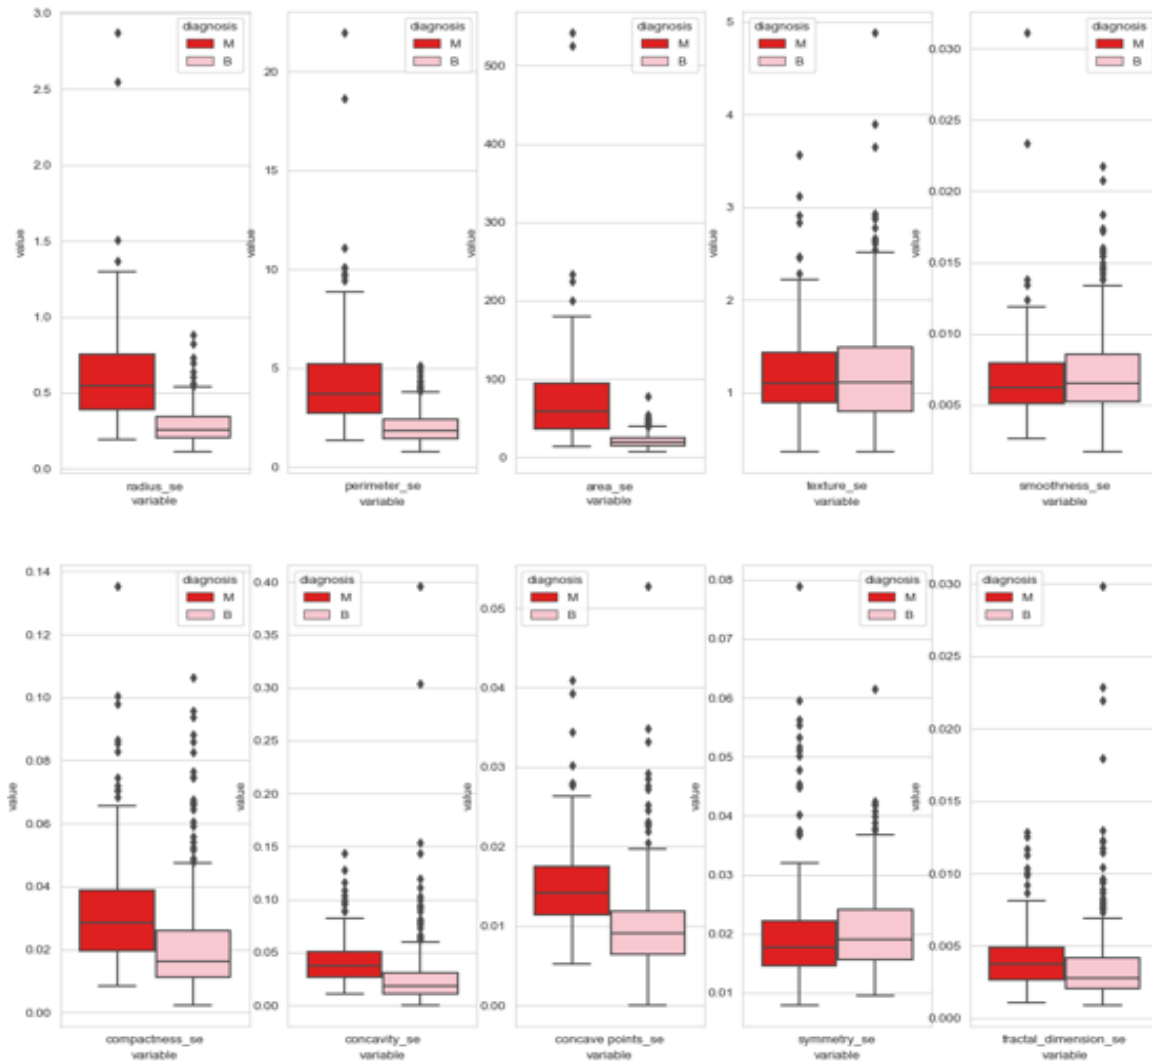 diagnosis
M
B
3.0
2.5
2.0
1.5
1.0
0.5
0.0
value
radius_se
variable
diagnosis
M
B
20
15
10
5
0
value
perimeter_se
variable
diagnosis
M
B
500
400
300
200
100
0
value
area_se
variable
diagnosis
M
B
5
4
3
2
1
value
texture_se
variable
diagnosis
M
B
0.030
0.025
0.020
0.015
0.010
0.005
value
smoothness_se
variable
diagnosis
M
B
0.14
0.12
0.10
0.08
0.06
0.04
0.02
0.00
value
compactness_se
variable
diagnosis
M
B
0.40
0.35
0.30
0.25
0.20
0.15
0.10
0.05
0.00
value
concavity_se
variable
diagnosis
M
B
0.05
0.04
0.03
0.02
0.01
0.00
value
concave points_se
variable
diagnosis
M
B
0.08
0.07
0.06
0.05
0.04
0.03
0.02
0.01
value
symmetry_se
variable
diagnosis
M
B
0.030
0.025
0.020
0.015
0.010
0.005
0.000
value
fractal_dimension_se
variable